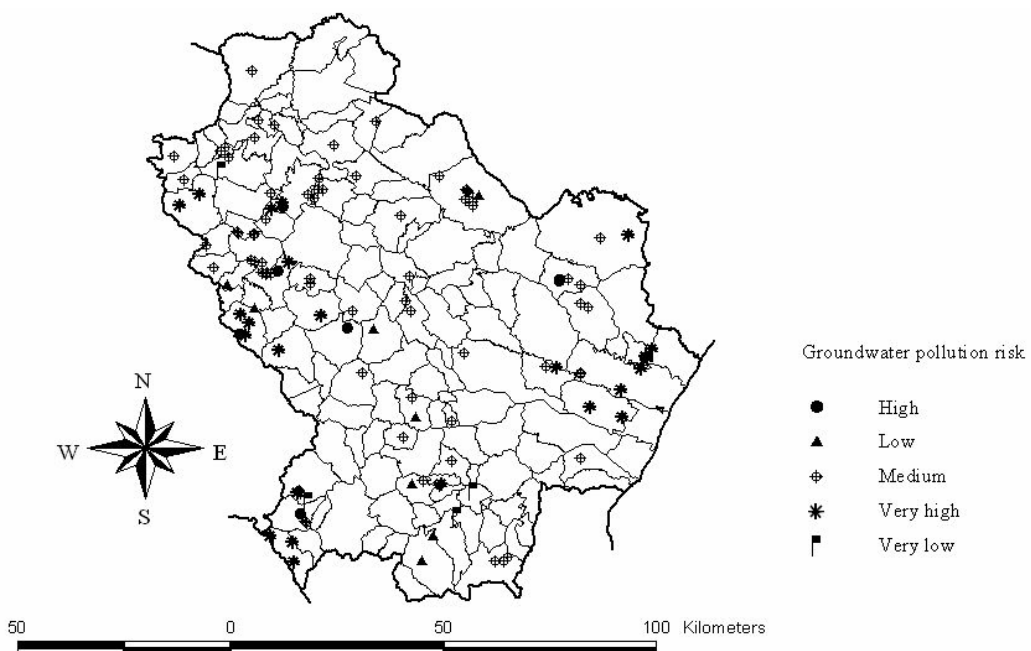 Groundwater pollution risk
High
Low
Medium
Very high
Very low
N
W E
S
50 0 50 100 Kilometers